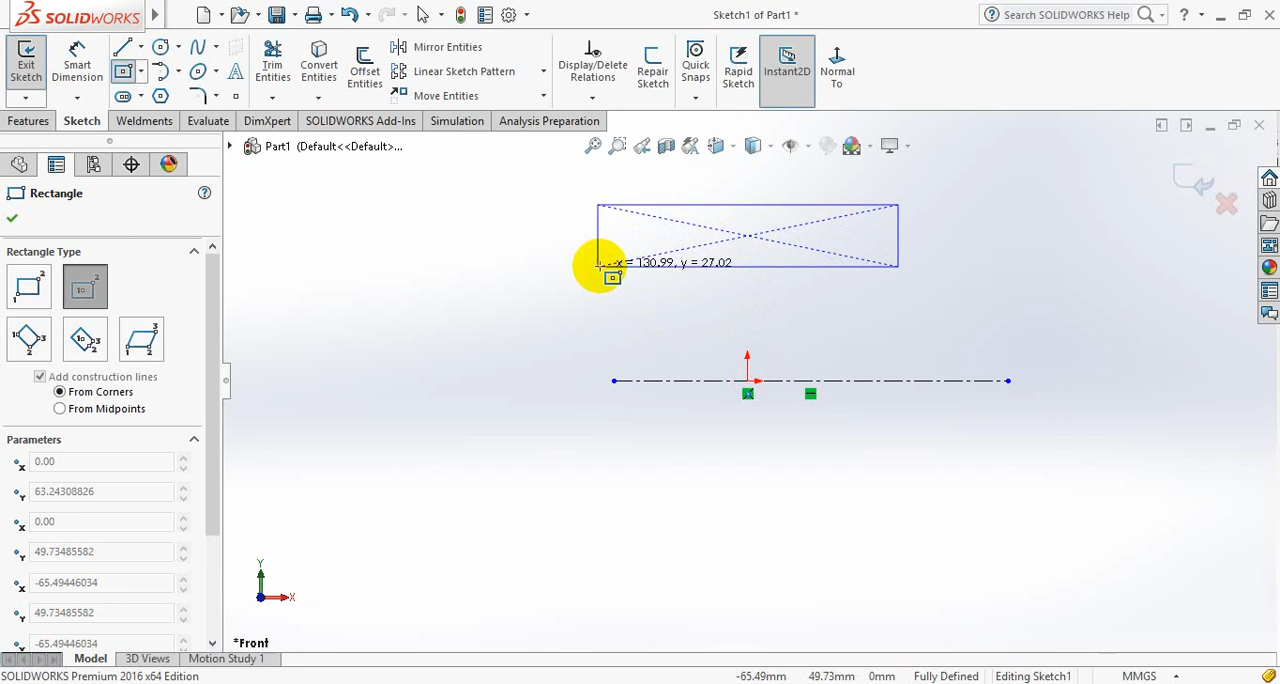 SOLIDWORKS
Sketch1 of Part1 *
Search SOLIDWORKS Help
?
Exit Sketch
Smart Dimension
Trim Entities
Convert Entities
Offset Entities
Mirror Entities
Linear Sketch Pattern
Move Entities
Display/Delete Relations
Repair Sketch
Quick Snaps
Rapid Sketch
Instant2D
Normal To
Features Sketch Weldments Evaluate DimXpert SOLIDWORKS Add-Ins Simulation Analysis Preparation
Part1 (Default<<Default>...
Rectangle
?
Rectangle Type
Add construction lines
From Corners
From Midpoints
Parameters
0.00
63.24308826
0.00
49.73485582
-65.49446034
49.73485582
-65.49446034
x = 130.99, y = 27.02
Y
X
*Front
Model 3D Views Motion Study 1
SOLIDWORKS Premium 2016 x64 Edition -65.49mm 49.73mm 0mm Fully Defined Editing Sketch1 MMGS